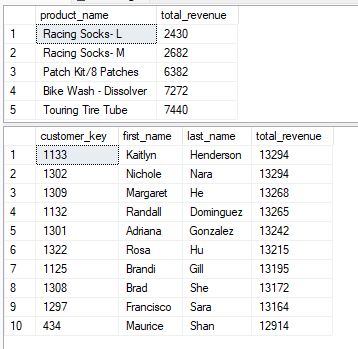 product_name total_revenue
1 Racing Socks- L 2430
2 Racing Socks- M 2682
3 Patch Kit/8 Patches 6382
4 Bike Wash - Dissolver 7272
5 Touring Tire Tube 7440
customer_key first_name last_name total_revenue
1 1133 Kaitlyn Henderson 13294
2 1302 Nichole Nara 13294
3 1309 Margaret He 13268
4 1132 Randall Dominguez 13265
5 1301 Adriana Gonzalez 13242
6 1322 Rosa Hu 13215
7 1125 Brandi Gill 13195
8 1308 Brad She 13172
9 1297 Francisco Sara 13164
10 434 Maurice Shan 12914